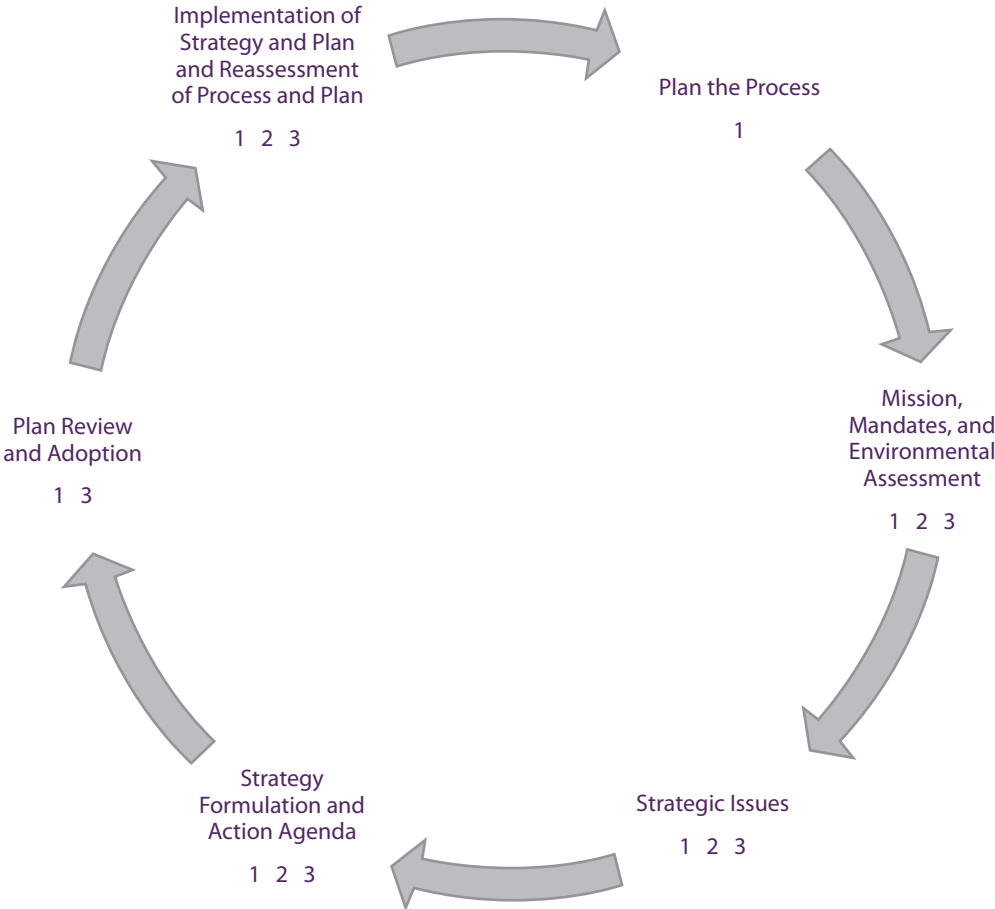 Implementation of
Strategy and Plan
and Reassessment
of Process and Plan
1 2 3
Plan the Process
1
Mission,
Mandates, and
Environmental
Assessment
1 2 3
Strategic Issues
1 2 3
Strategy
Formulation and
Action Agenda
1 2 3
Plan Review
and Adoption
1 3